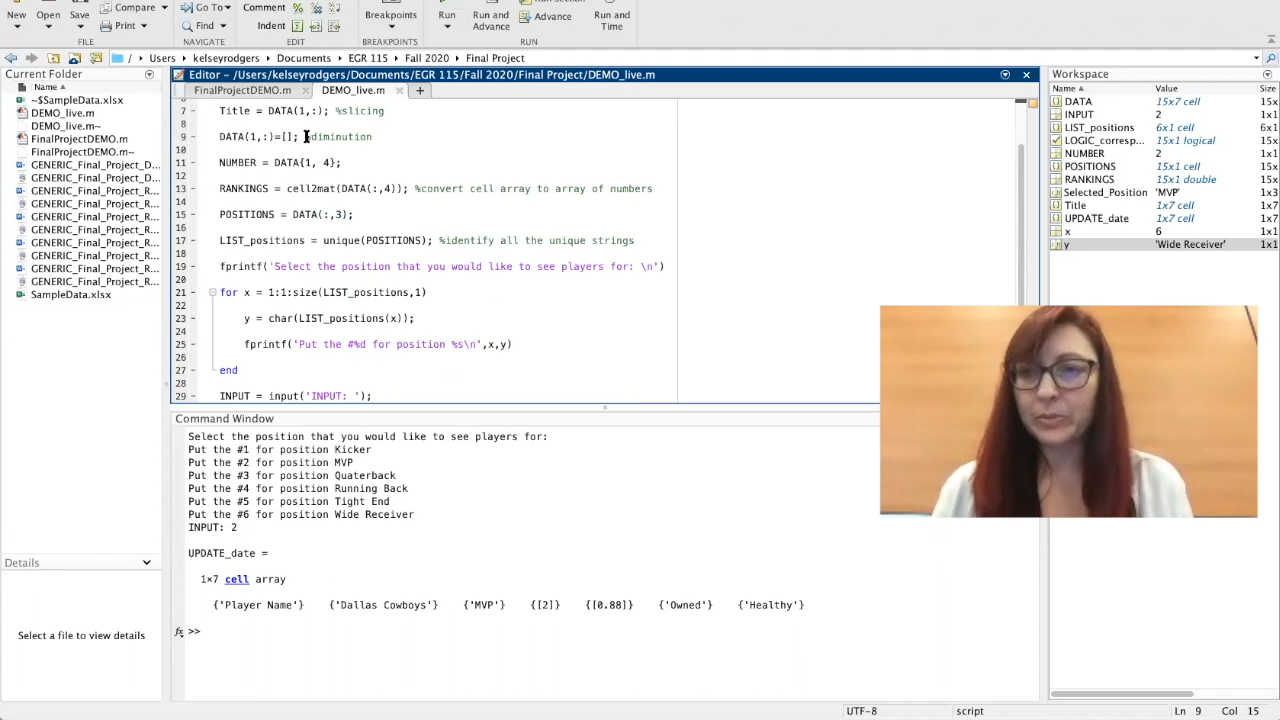 Compare
Comment
Go To
New Open Save
Breakpoints
Run Run and Advance
Advance
Run and Time
Print
Find
Indent
FILE NAVIGATE EDIT BREAKPOINTS RUN
/ Users kelseyrodgers Documents EGR 115 Fall 2020 Final Project
Current Folder
Name
~$SampleData.xlsx
DEMO_live.m
DEMO_live.m~
FinalProjectDEMO.m
FinalProjectDEMO.m~
GENERIC_Final_Project_D...
GENERIC_Final_Project_D...
GENERIC_Final_Project_R...
GENERIC_Final_Project_R...
GENERIC_Final_Project_R...
GENERIC_Final_Project_R...
GENERIC_Final_Project_R...
GENERIC_Final_Project_R...
GENERIC_Final_Project_R...
GENERIC_Final_Project_R...
SampleData.xlsx
Details
Select a file to view details
Editor - /Users/kelseyrodgers/Documents/EGR 115/Fall 2020/Final Project/DEMO_live.m
FinalProjectDEMO.m DEMO_live.m
7 - Title = DATA(1,:); %slicing
8
9 - DATA(1,:)=[]; %diminution
10
11 - NUMBER = DATA{1, 4};
12
13 - RANKINGS = cell2mat(DATA(:,4)); %convert cell array to array of numbers
14
15 - POSITIONS = DATA(:,3);
16
17 - LIST_positions = unique(POSITIONS); %identify all the unique strings
18
19 - fprintf('Select the position that you would like to see players for: \n')
20
21 - for x = 1:1:size(LIST_positions,1)
22
23 - y = char(LIST_positions(x));
24
25 - fprintf('Put the #%d for position %s\n',x,y)
26
27 - end
28
29 - INPUT = input('INPUT: ');
Command Window
Select the position that you would like to see players for:
Put the #1 for position Kicker
Put the #2 for position MVP
Put the #3 for position Quaterback
Put the #4 for position Running Back
Put the #5 for position Tight End
Put the #6 for position Wide Receiver
INPUT: 2
UPDATE_date =
1×7 cell array
{'Player Name'} {'Dallas Cowboys'} {'MVP'} {[2]} {[0.88]} {'Owned'} {'Healthy'}
fx >>
Workspace
Name Value Size
DATA 15x7 cell 15x7
INPUT 2 1x1
LIST_positions 6x1 cell 6x1
LOGIC_corresp... 15x1 logical 15x1
NUMBER 2 1x1
POSITIONS 15x1 cell 15x1
RANKINGS 15x1 double 15x1
Selected_Position 'MVP' 1x3
Title 1x7 cell 1x7
UPDATE_date 1x7 cell 1x7
x 6 1x1
y 'Wide Receiver' 1x1
UTF-8 script Ln 9 Col 15